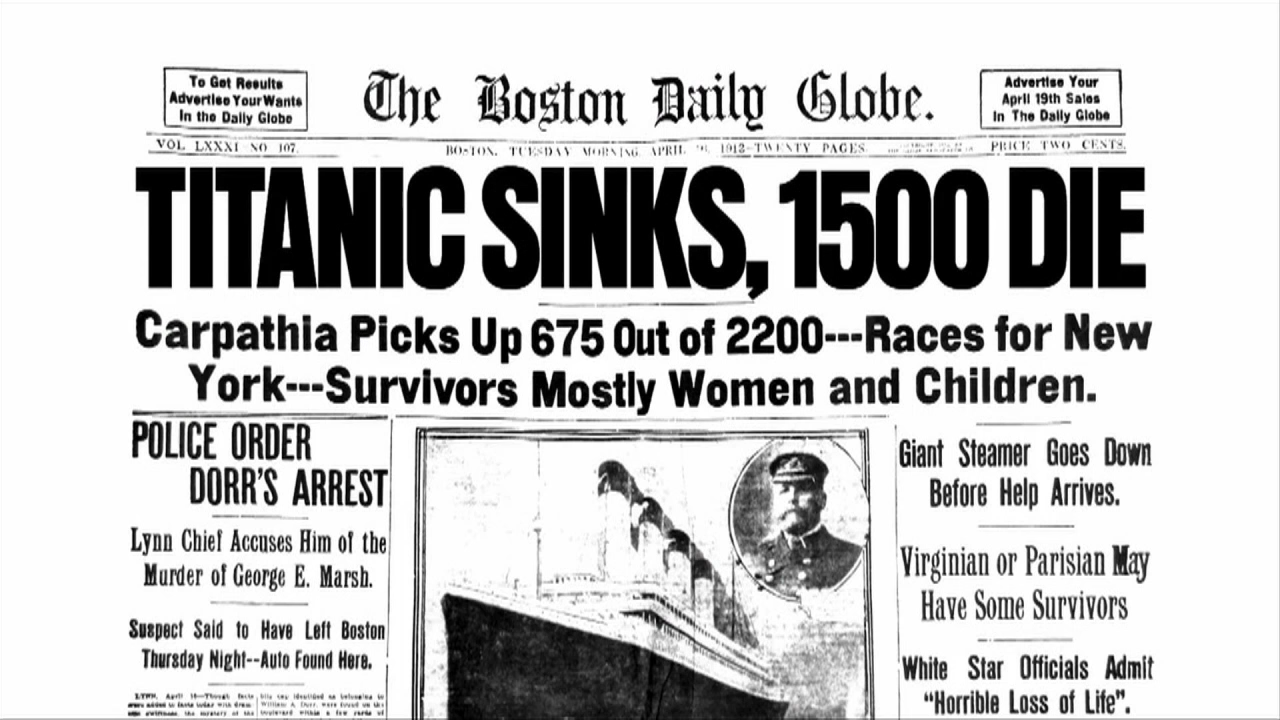 To Get Results
Advertise Your Wants
In the Daily Globe
The Boston Daily Globe.
Advertise Your
April 19th Sales
In The Daily Globe
VOL LXXXI NO 107.
BOSTON, TUESDAY MORNING, APRIL 1912-TWENTY PAGES.
PRICE TWO CENTS.
TITANIC SINKS, 1500 DIE
Carpathia Picks Up 675 Out of 2200---Races for New
York---Survivors Mostly Women and Children.
POLICE ORDER
DORR'S ARREST
Lynn Chief Accuses Him of the
Murder of George E. Marsh.
Suspect Said to Have Left Boston
Thursday Night--Auto Found Here.
Giant Steamer Goes Down
Before Help Arrives.
Virginian or Parisian May
Have Some Survivors
White Star Officials Admit
"Horrible Loss of Life".